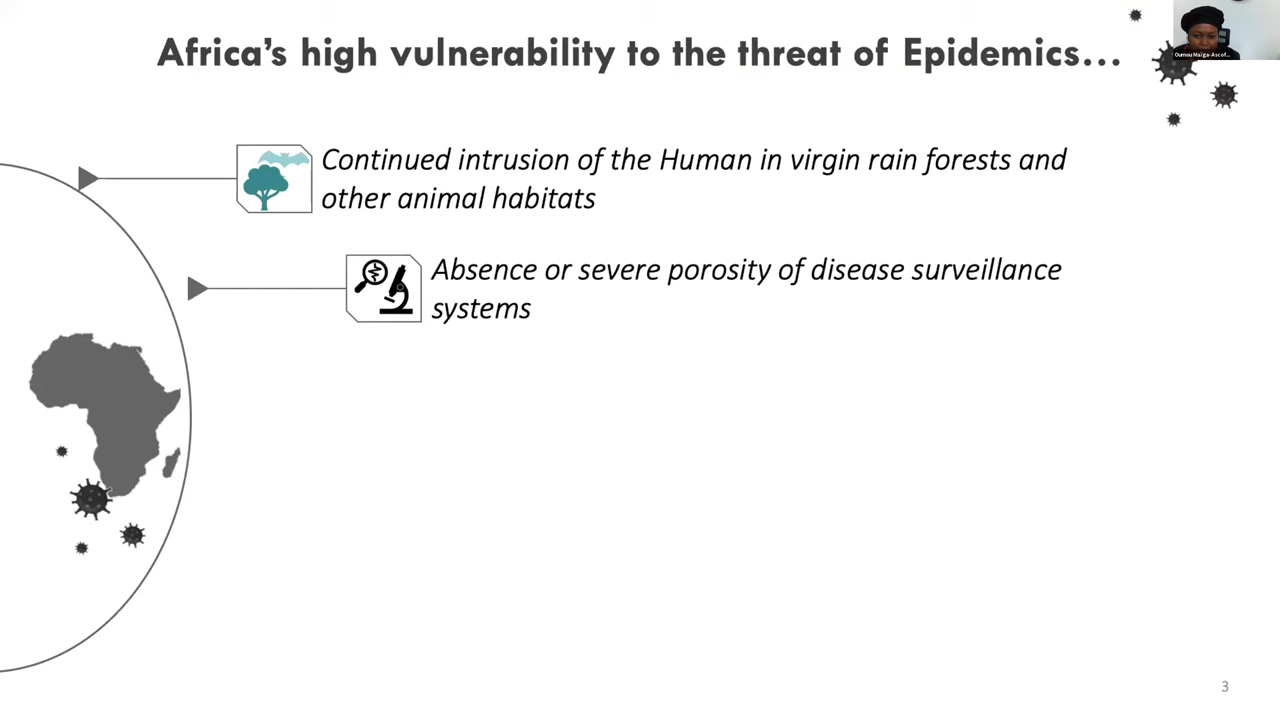 Africa's high vulnerability to the threat of Epidemics…
Continued intrusion of the Human in virgin rain forests and
other animal habitats
Absence or severe porosity of disease surveillance
systems
3